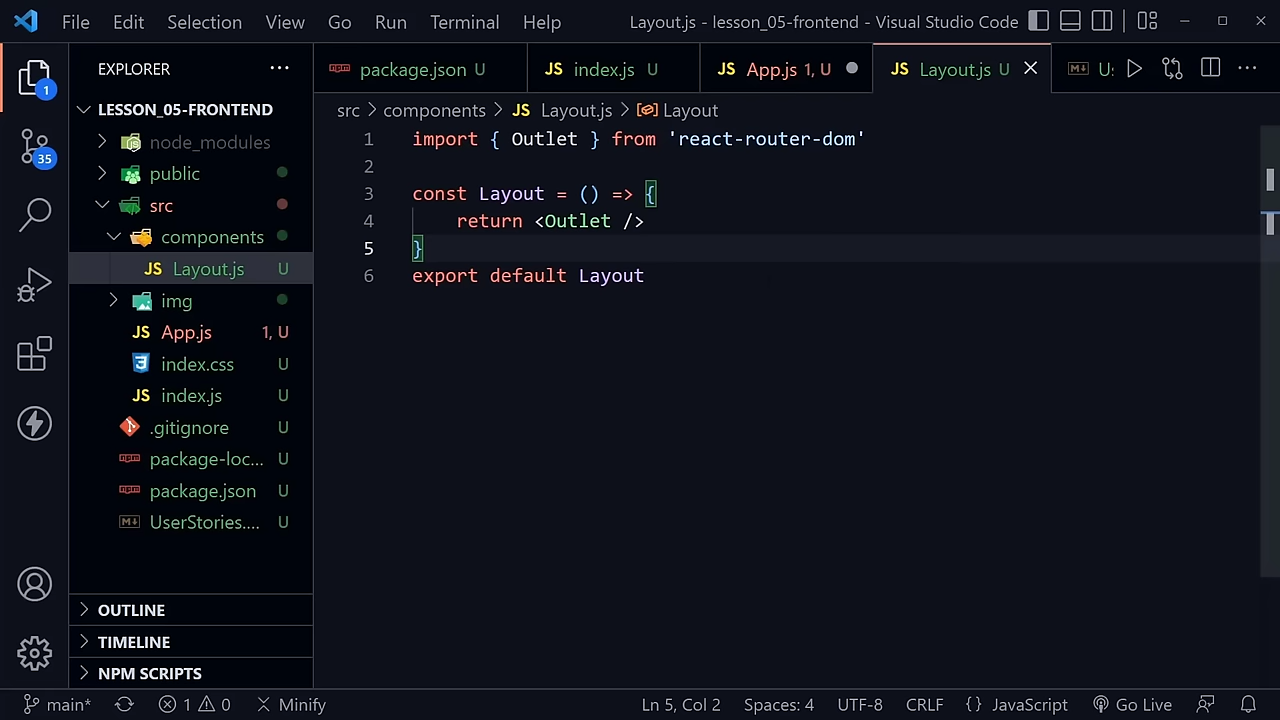 File Edit Selection View Go Run Terminal Help Layout.js - lesson_05-frontend - Visual Studio Code
EXPLORER
package.json U
JS index.js U
JS App.js 1, U
JS Layout.js U
1
LESSON_05-FRONTEND
src components JS Layout.js Layout
node_modules
public
src
components
JS Layout.js U
img
JS App.js 1, U
index.css U
JS index.js U
.gitignore U
package-loc... U
package.json U
UserStories.... U
35
1 import { Outlet } from 'react-router-dom'
2
3 const Layout = () => {
4 return <Outlet />
5 }
6 export default Layout
OUTLINE
TIMELINE
NPM SCRIPTS
main* 1 0 Minify Ln 5, Col 2 Spaces: 4 UTF-8 CRLF {} JavaScript Go Live